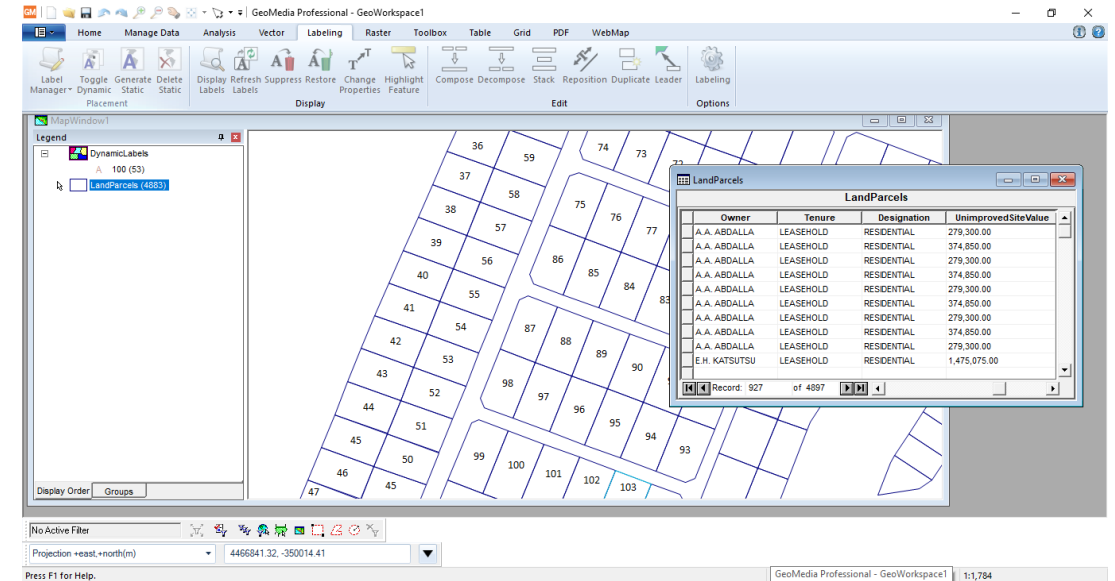 GM GeoMedia Professional - GeoWorkspace1
Home Manage Data Analysis Vector Labeling Raster Toolbox Table Grid PDF WebMap
Label Manager Toggle Dynamic Generate Static Delete Static Display Labels Refresh Labels Suppress Restore Change Properties Highlight Feature Compose Decompose Stack Reposition Duplicate Leader Labeling
Placement Display Edit Options
MapWindow1
Legend
DynamicLabels
A 100 (53)
LandParcels (4883)
Display Order Groups
36 59 74 73 72
37 58 75 76 77
38 57
39 56 86 85 84 83
40 55
41 54 87 88 89 90
42 53
43 52 98 97 96 95 94 93
44 51
45 50 99 100 101 102 103
46 45
47
LandParcels
LandParcels
Owner Tenure Designation UnimprovedSiteValue
A.A. ABDALLA LEASEHOLD RESIDENTIAL 279,300.00
A.A. ABDALLA LEASEHOLD RESIDENTIAL 374,850.00
A.A. ABDALLA LEASEHOLD RESIDENTIAL 279,300.00
A.A. ABDALLA LEASEHOLD RESIDENTIAL 374,850.00
A.A. ABDALLA LEASEHOLD RESIDENTIAL 279,300.00
A.A. ABDALLA LEASEHOLD RESIDENTIAL 374,850.00
A.A. ABDALLA LEASEHOLD RESIDENTIAL 279,300.00
A.A. ABDALLA LEASEHOLD RESIDENTIAL 374,850.00
A.A. ABDALLA LEASEHOLD RESIDENTIAL 279,300.00
E.H. KATSUTSU LEASEHOLD RESIDENTIAL 1,475,075.00
Record: 927 of 4897
No Active Filter
Projection +east,+north(m) 4466841.32, -350014.41
Press F1 for Help. GeoMedia Professional - GeoWorkspace1 1:1,784